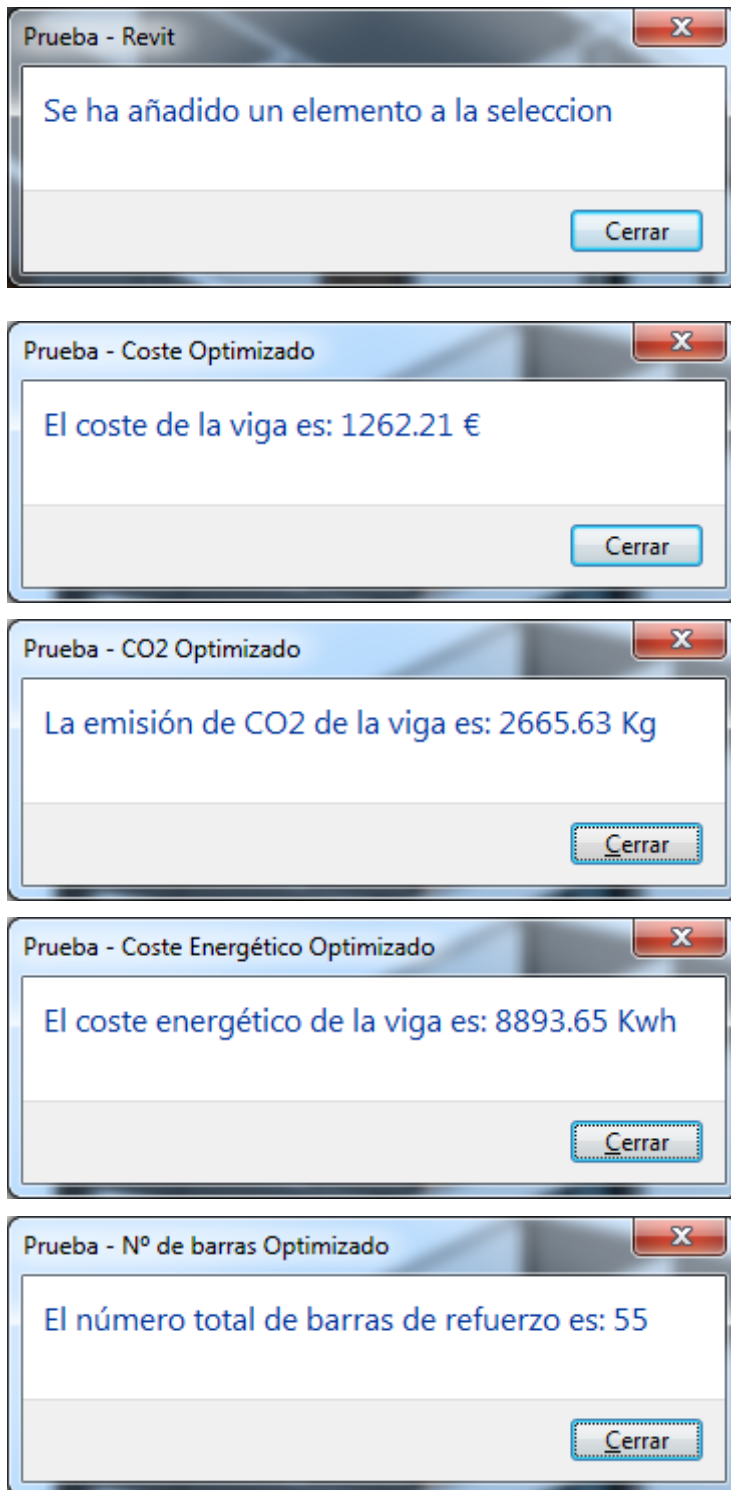 Prueba - Revit
Se ha añadido un elemento a la seleccion
Cerrar
Prueba - Coste Optimizado
El coste de la viga es: 1262.21 €
Cerrar
Prueba - CO2 Optimizado
La emisión de CO2 de la viga es: 2665.63 Kg
Cerrar
Prueba - Coste Energético Optimizado
El coste energético de la viga es: 8893.65 Kwh
Cerrar
Prueba - Nº de barras Optimizado
El número total de barras de refuerzo es: 55
Cerrar